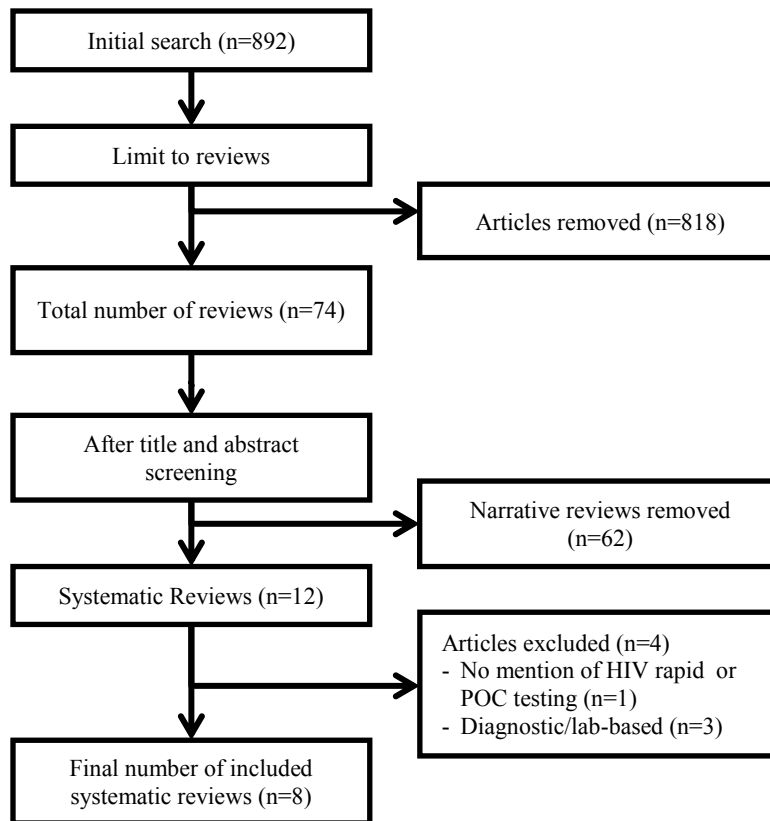 Initial search (n=892)
Limit to reviews
Articles removed (n=818)
Total number of reviews (n=74)
After title and abstract
screening
Narrative reviews removed
(n=62)
Systematic Reviews (n=12)
Articles excluded (n=4)
- No mention of HIV rapid or
POC testing (n=1)
- Diagnostic/lab-based (n=3)
Final number of included
systematic reviews (n=8)